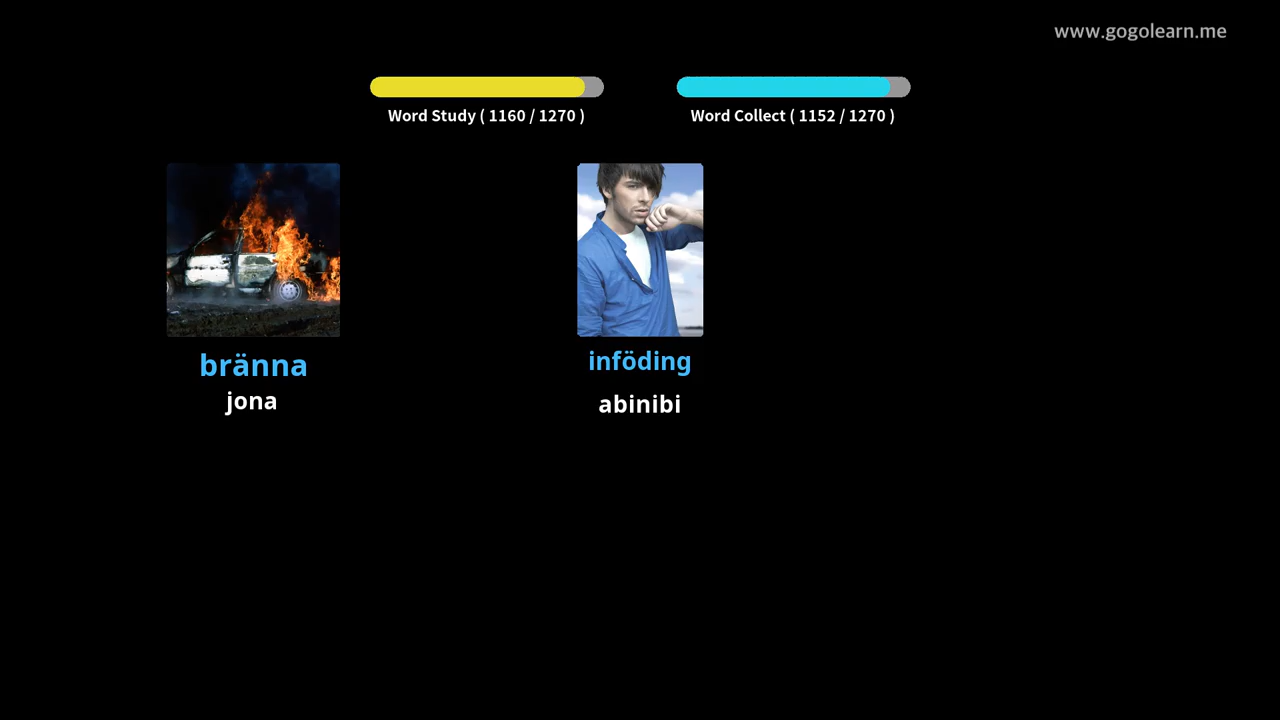 www.gogolearn.me
Word Study ( 1160 / 1270 )
Word Collect ( 1152 / 1270 )
bränna
jona
inföding
abinibi